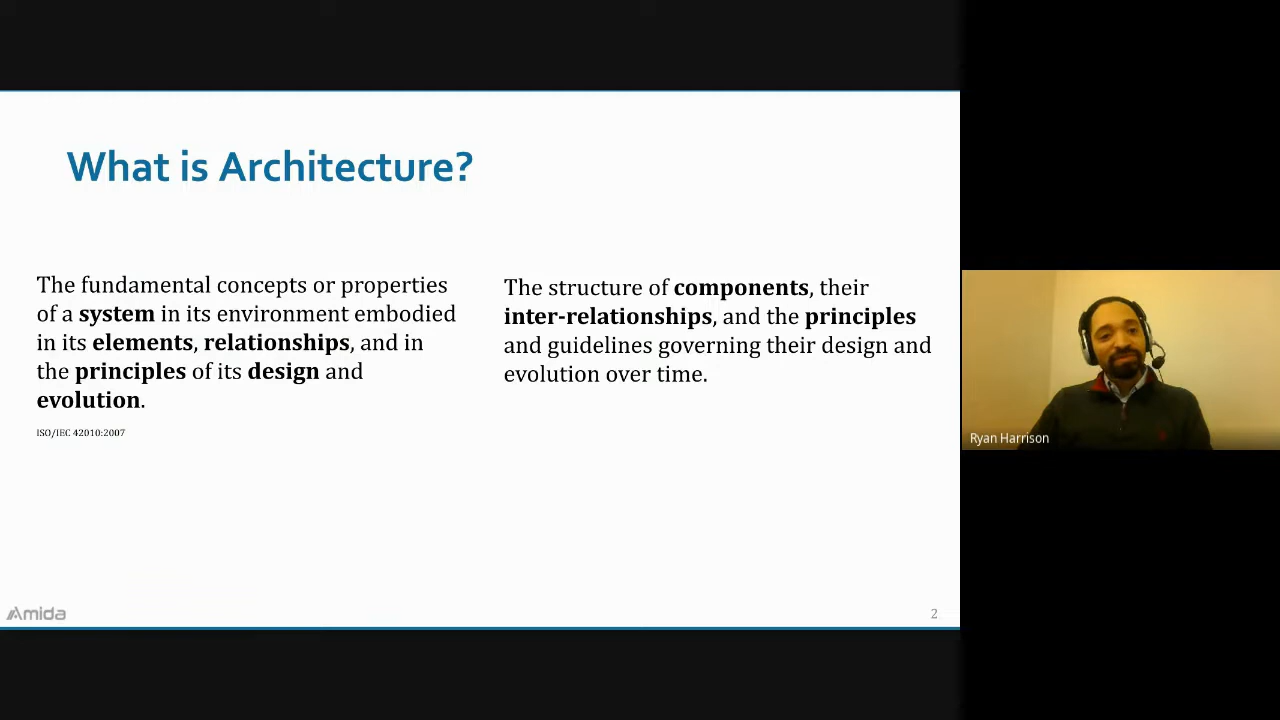 What is Architecture?
The fundamental concepts or properties
of a system in its environment embodied
in its elements, relationships, and in
the principles of its design and
evolution.
ISO/IEC 42010:2007
The structure of components, their
inter-relationships, and the principles
and guidelines governing their design and
evolution over time.
Amida
2
Ryan Harrison